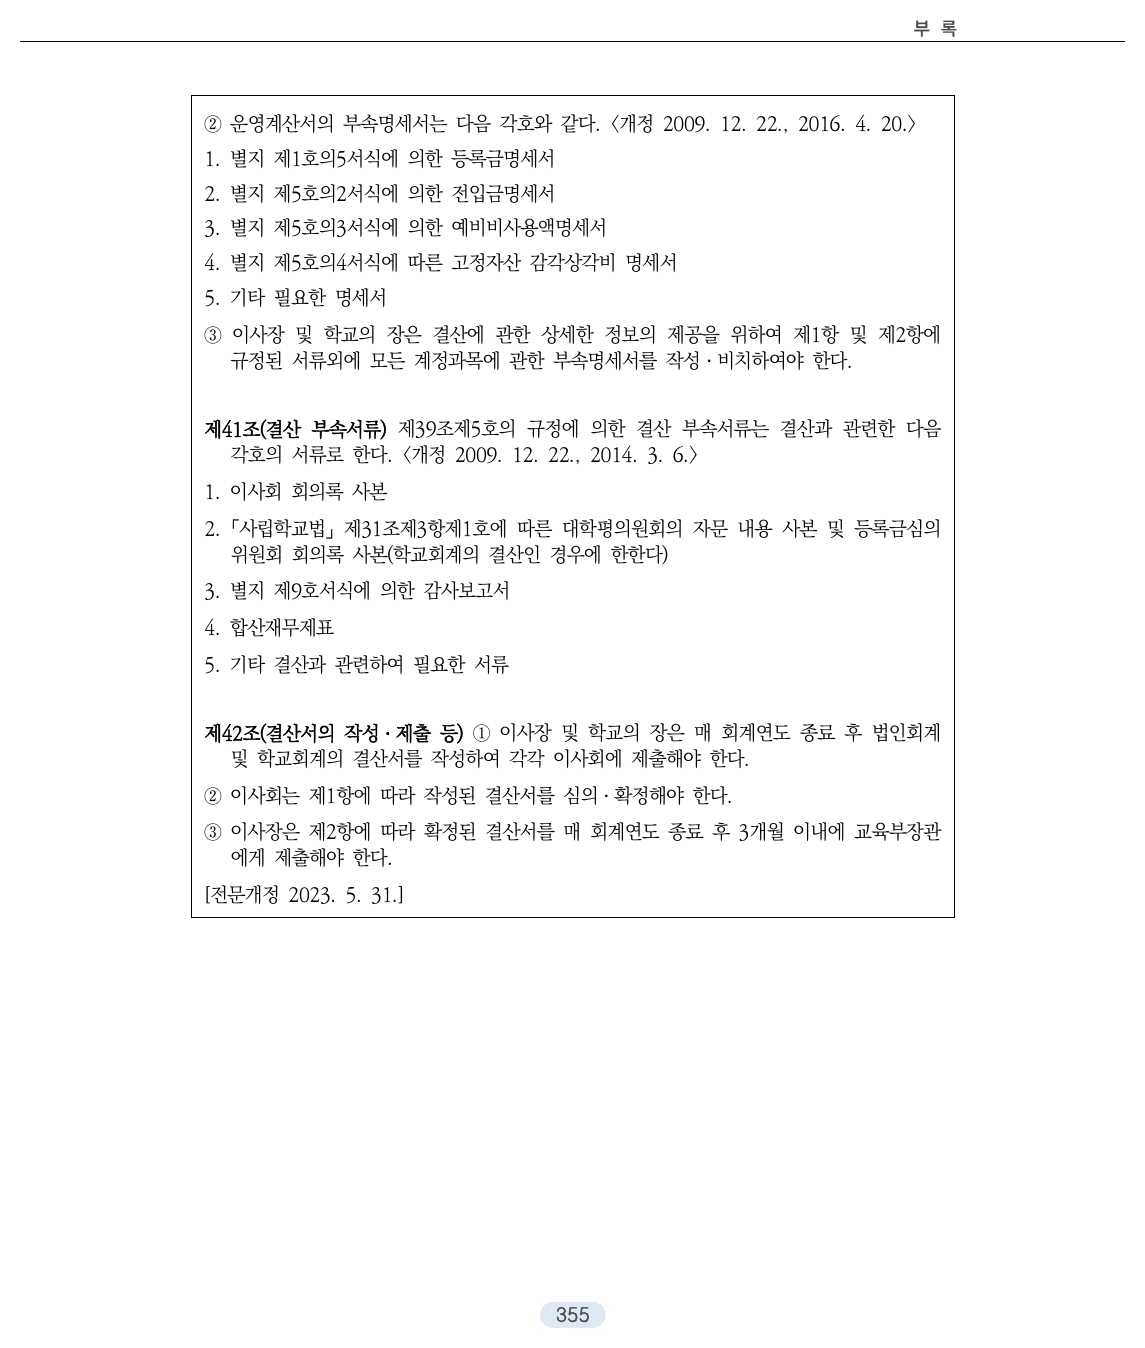 부 록
② 운영계산서의 부속명세서는 다음 각호와 같다. 〈개정 2009. 12. 22., 2016. 4. 20.〉
1. 별지 제1호의5서식에 의한 등록금명세서
2. 별지 제5호의2서식에 의한 전입금명세서
3. 별지 제5호의3서식에 의한 예비비사용액명세서
4. 별지 제5호의4서식에 따른 고정자산 감각상각비 명세서
5. 기타 필요한 명세서
③ 이사장 및 학교의 장은 결산에 관한 상세한 정보의 제공을 위하여 제1항 및 제2항에
규정된 서류외에 모든 계정과목에 관한 부속명세서를 작성·비치하여야 한다.
제41조(결산 부속서류) 제39조제5호의 규정에 의한 결산 부속서류는 결산과 관련한 다음
각호의 서류로 한다. 〈개정 2009. 12. 22., 2014. 3. 6.〉
1. 이사회 회의록 사본
2. 「사립학교법」 제31조제3항제1호에 따른 대학평의원회의 자문 내용 사본 및 등록금심의
위원회 회의록 사본(학교회계의 결산인 경우에 한한다)
3. 별지 제9호서식에 의한 감사보고서
4. 합산재무제표
5. 기타 결산과 관련하여 필요한 서류
제42조(결산서의 작성·제출 등) ① 이사장 및 학교의 장은 매 회계연도 종료 후 법인회계
및 학교회계의 결산서를 작성하여 각각 이사회에 제출해야 한다.
② 이사회는 제1항에 따라 작성된 결산서를 심의·확정해야 한다.
③ 이사장은 제2항에 따라 확정된 결산서를 매 회계연도 종료 후 3개월 이내에 교육부장관
에게 제출해야 한다.
[전문개정 2023. 5. 31.]
355